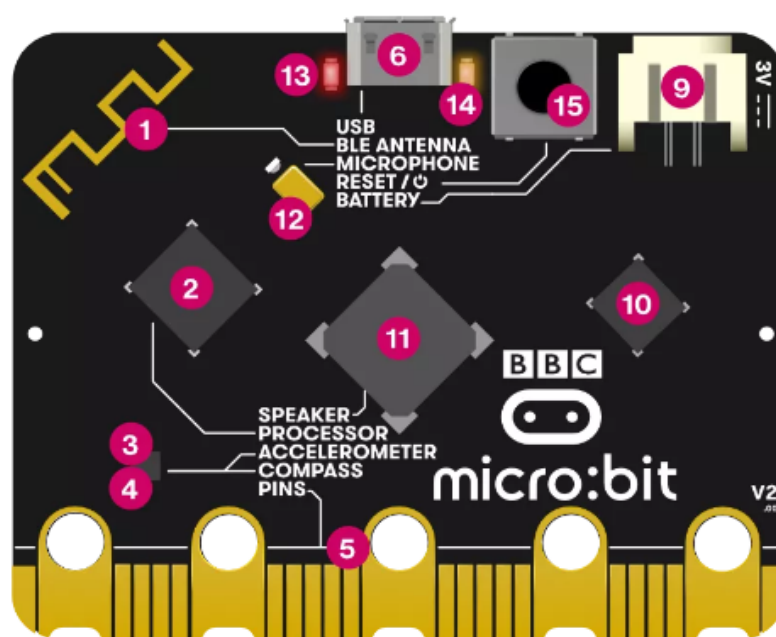 6
13
14
15
9
3V
1
USB
BLE ANTENNA
MICROPHONE
RESET / ⏻
BATTERY
12
2
11
10
BBC
SPEAKER
PROCESSOR
ACCELEROMETER
COMPASS
PINS
3
4
micro:bit
V2
5